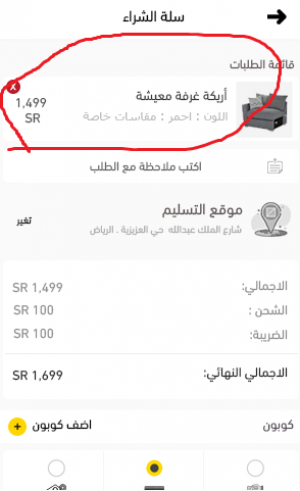 سلة الشراء
قائمة الطلبات
أريكة غرفة معيشة
اللون : احمر : مقاسات خاصة
1,499
SR
اكتب ملاحظة مع الطلب
موقع التسليم
شارع الملك عبدالله حي العزيزية . الرياض
تغير
الاجمالي: SR 1,499
الشحن : SR 100
الضريبة: SR 100
الاجمالي النهائي: SR 1,699
كوبون
اضف كوبون +